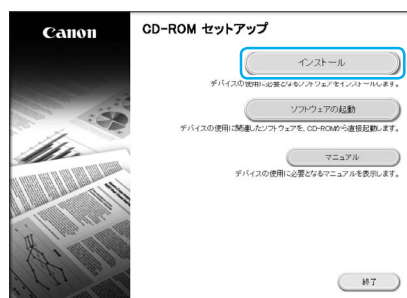 Canon
CD-ROM セットアップ
インストール
デバイスの使用に必要となるソフトウェアをインストールします。
ソフトウェアの起動
デバイスの使用に関連したソフトウェアを、CD-ROMから直接起動します。
マニュアル
デバイスの使用に必要となるマニュアルを表示します。
終了